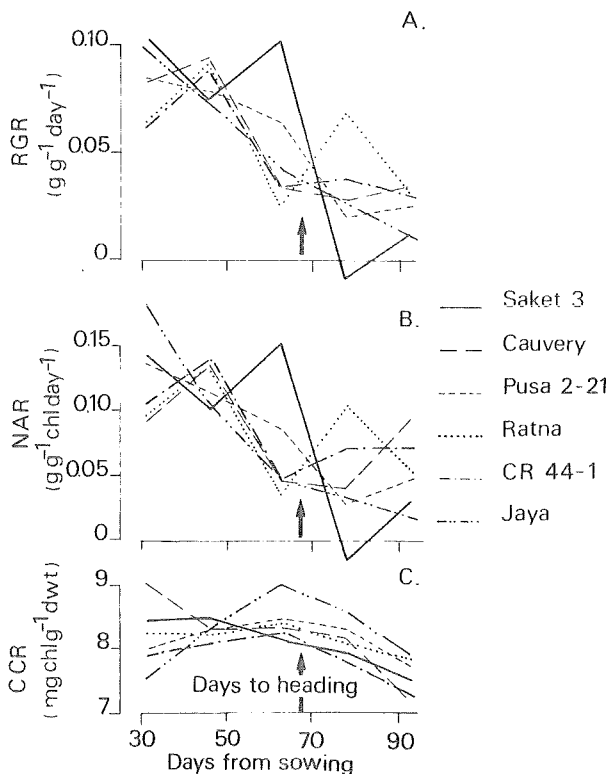 A.
0.10
0.05
0
RGR
(g g⁻¹ day⁻¹)
B.
0.15
0.10
0.05
0
NAR
(g g⁻¹ chl day⁻¹)
Saket 3
Cauvery
Pusa 2-21
Ratna
CR 44-1
Jaya
C.
9
8
7
CCR
(mg chl g⁻¹ dwt)
Days to heading
30 50 70 90
Days from sowing